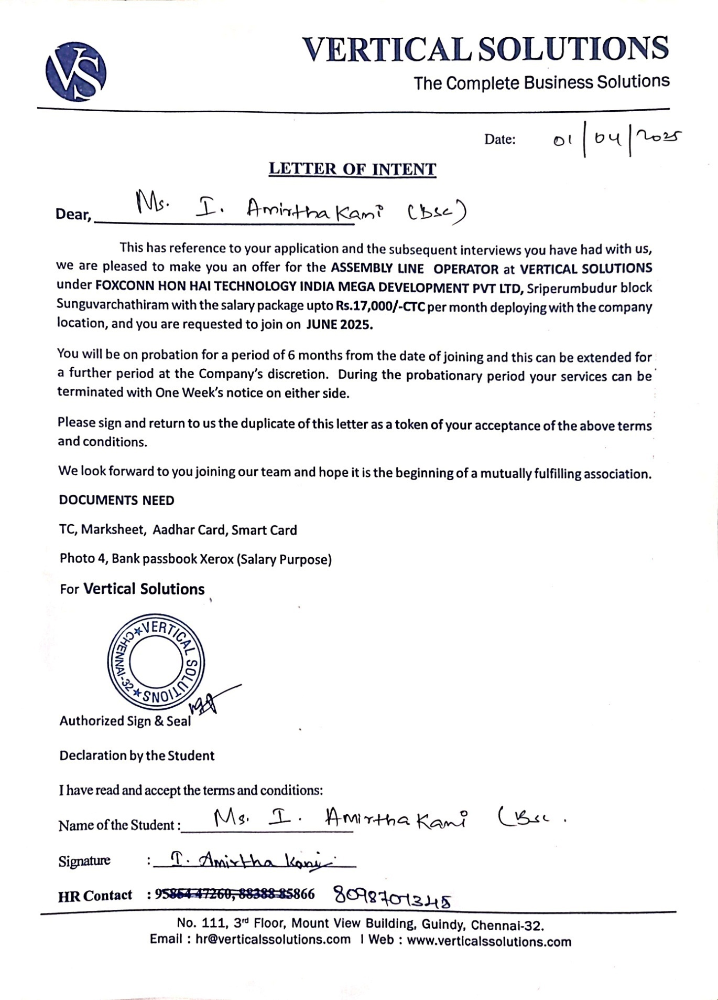 VS
VERTICAL SOLUTIONS
The Complete Business Solutions
Date: 01/04/2025
LETTER OF INTENT
Dear, Ms. I. Amirtha Kani (BSc)
This has reference to your application and the subsequent interviews you have had with us,
we are pleased to make you an offer for the ASSEMBLY LINE OPERATOR at VERTICAL SOLUTIONS
under FOXCONN HON HAI TECHNOLOGY INDIA MEGA DEVELOPMENT PVT LTD, Sriperumbudur block
Sunguvarchathiram with the salary package upto Rs.17,000/-CTC per month deploying with the company
location, and you are requested to join on JUNE 2025.
You will be on probation for a period of 6 months from the date of joining and this can be extended for
a further period at the Company's discretion. During the probationary period your services can be
terminated with One Week's notice on either side.
Please sign and return to us the duplicate of this letter as a token of your acceptance of the above terms
and conditions.
We look forward to you joining our team and hope it is the beginning of a mutually fulfilling association.
DOCUMENTS NEED
TC, Marksheet, Aadhar Card, Smart Card
Photo 4, Bank passbook Xerox (Salary Purpose)
For Vertical Solutions
★VERTICAL SOLUTIONS★CHENNAI-32
Authorized Sign & Seal
Declaration by the Student
I have read and accept the terms and conditions:
Name of the Student : Ms. I. Amirtha Kani (BSc.
Signature : I. Amirtha Kani
HR Contact : 95864 47260, 88388 85866 8098701345
No. 111, 3rd Floor, Mount View Building, Guindy, Chennai-32.
Email : hr@verticalssolutions.com I Web : www.verticalssolutions.com